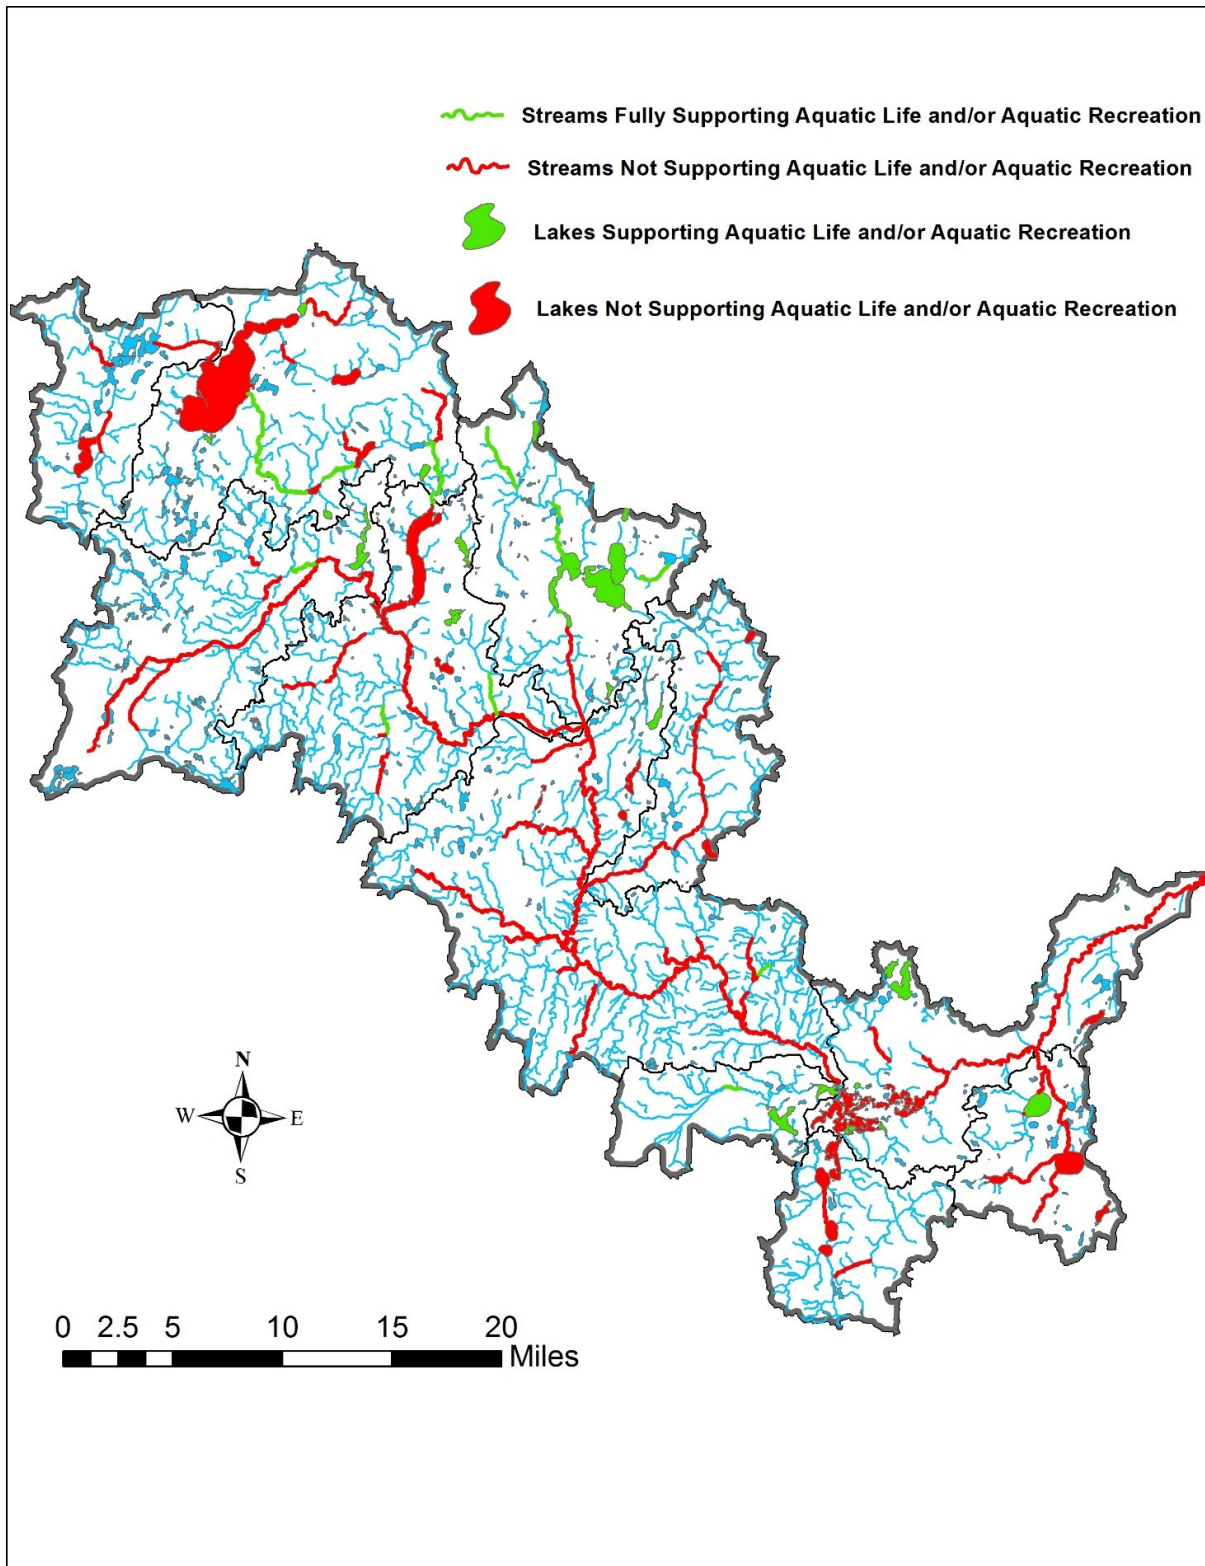 Streams Fully Supporting Aquatic Life and/or Aquatic Recreation
Streams Not Supporting Aquatic Life and/or Aquatic Recreation
Lakes Supporting Aquatic Life and/or Aquatic Recreation
Lakes Not Supporting Aquatic Life and/or Aquatic Recreation
N
W E
S
0 2.5 5 10 15 20
Miles